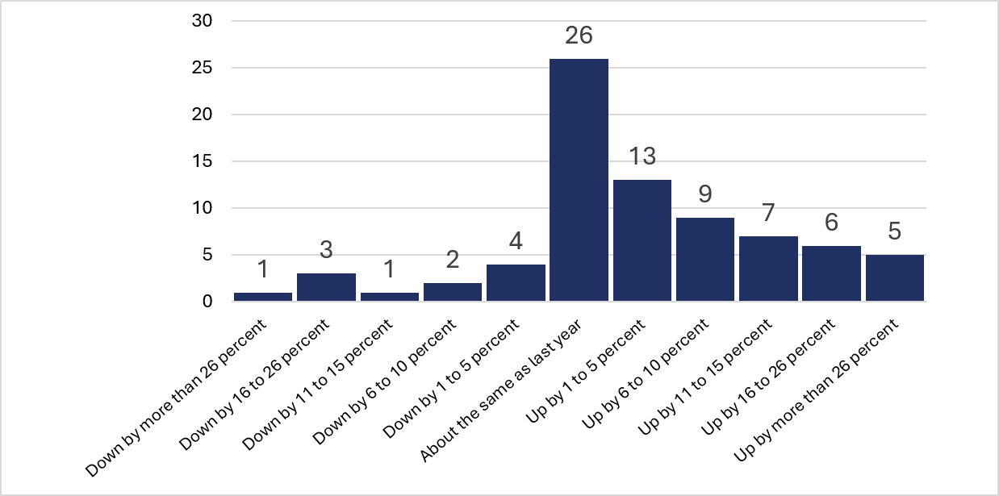 30
25
20
15
10
5
0
1
3
1
2
4
26
13
9
7
6
5
Down by more than 26 percent
Down by 16 to 26 percent
Down by 11 to 15 percent
Down by 6 to 10 percent
Down by 1 to 5 percent
About the same as last year
Up by 1 to 5 percent
Up by 6 to 10 percent
Up by 11 to 15 percent
Up by 16 to 26 percent
Up by more than 26 percent